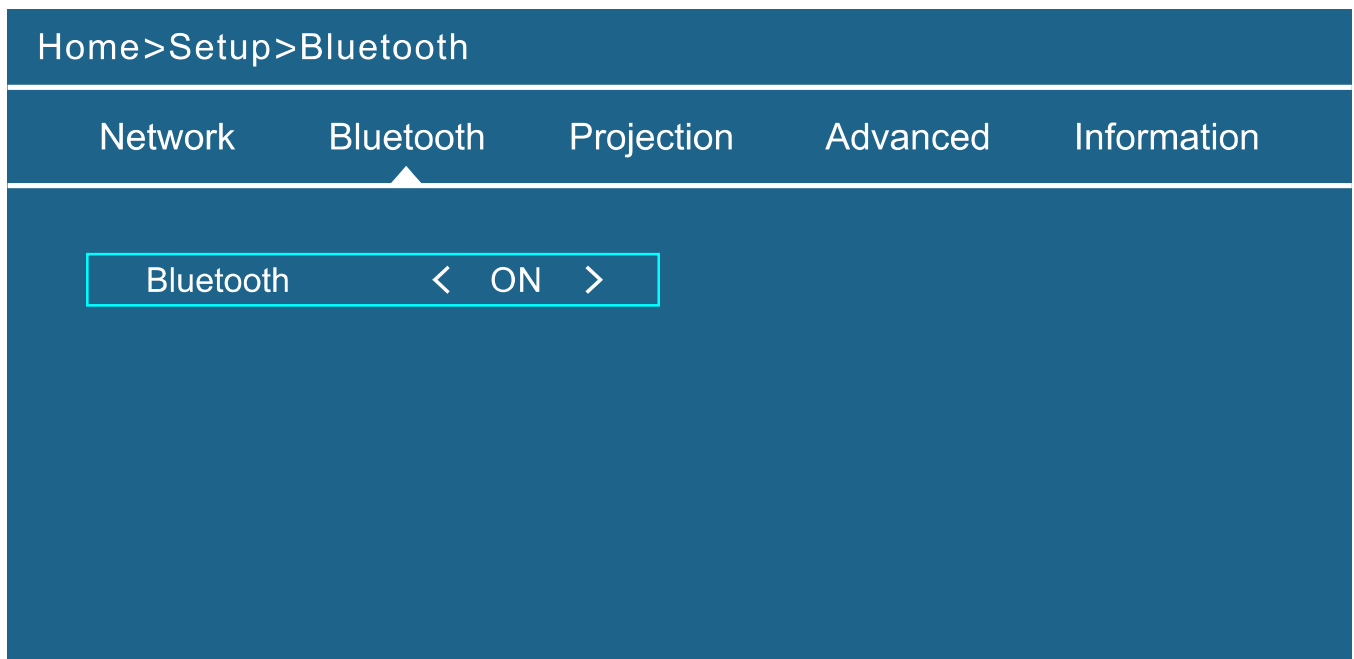 Home>Setup>Bluetooth
Network Bluetooth Projection Advanced Information
Bluetooth < ON >